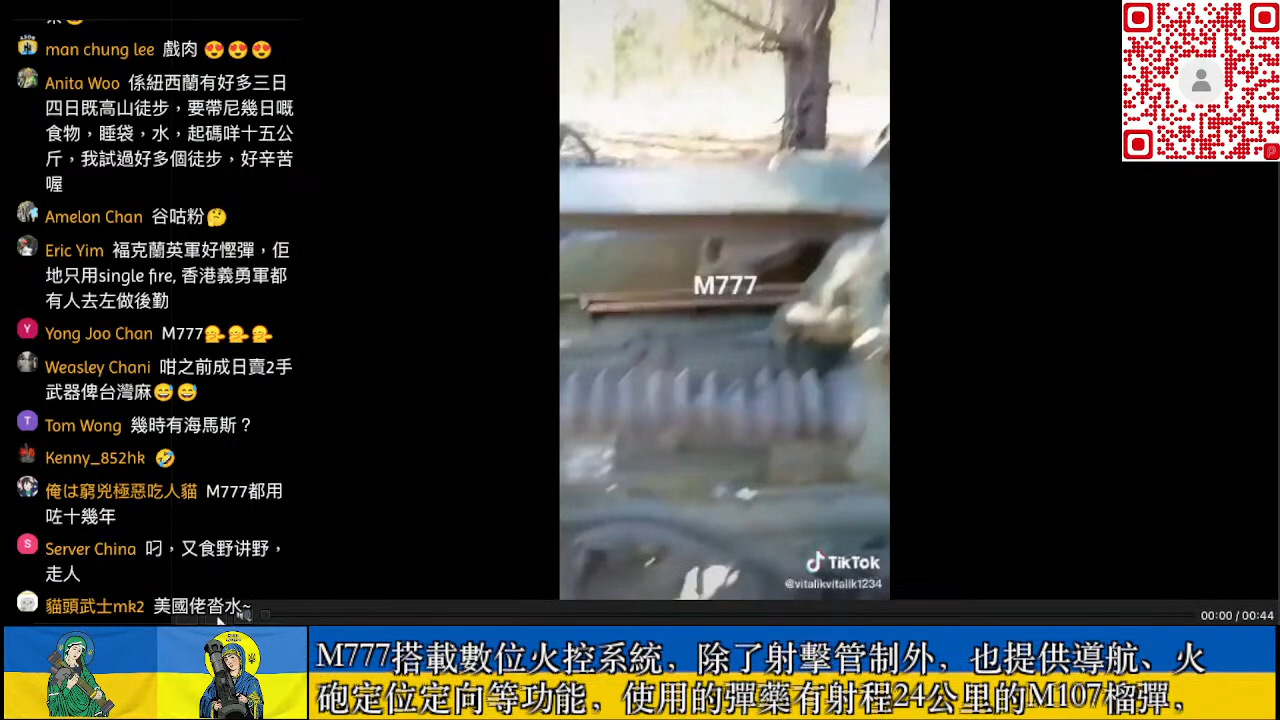 man chung lee 戲肉 😍😍😍
Anita Woo 係紐西蘭有好多三日
四日既高山徒步，要帶尼幾日嘅
食物，睡袋，水，起碼咩十五公
斤，我試過好多個徒步，好辛苦
喔
Amelon Chan 谷咕粉🤔
Eric Yim 福克蘭英軍好慳彈，佢
地只用single fire, 香港義勇軍都
有人去左做後勤
Y Yong Joo Chan M777🫡🫡🫡
Weasley Chani 咁之前成日賣2手
武器俾台灣麻😅😅
T Tom Wong 幾時有海馬斯？
Kenny_852hk 🤣
俺は窮兇極惡吃人貓 M777都用
咗十幾年
S Server China 叼，又食野讲野，
走人
貓頭武士mk2 美國佬沓水~
M777
TikTok
@vitalikvitalik1234
00:00 / 00:44
M777搭載數位火控系統，除了射擊管制外，也提供導航、火
砲定位定向等功能，使用的彈藥有射程24公里的M107榴彈，